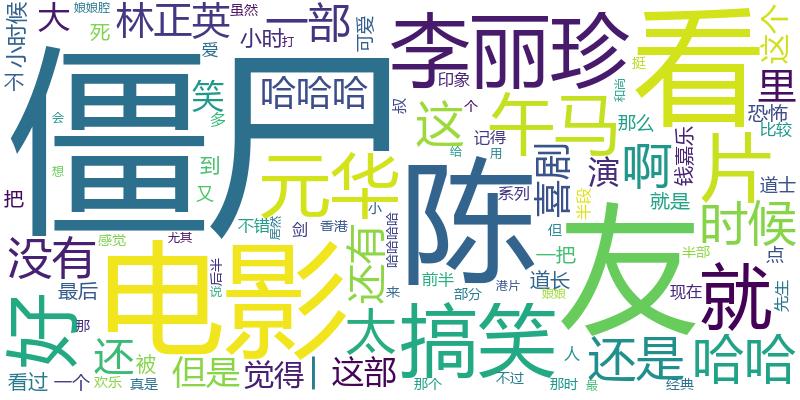 僵尸
电影
友
陈
看
李丽珍
搞笑
元华
午马
片
就
好
哈哈
哈哈哈
林正英
一部
没有
还有
还是
时候
这部
这
啊
太
里
演
喜剧
大
死
娘娘腔
虽然
小时候
不
小时
打
爱
可爱
笑
多
会
想
到
又
把
印象
叔
个
记得
用
给
系列
那么
挺
和尚
这个
恐怖
比较
钱嘉乐
道士
就是
半段
但
一把
道长
半部
点
先生
现在
经典
最
人
那时
不过
那个
港片
娘娘
部分
前半
来
哈哈哈哈
小
香港
剑
居然
不错
尤其
感觉
后半
说
最后
那
还
被
但是
觉得
看过
一个
欢乐
真是